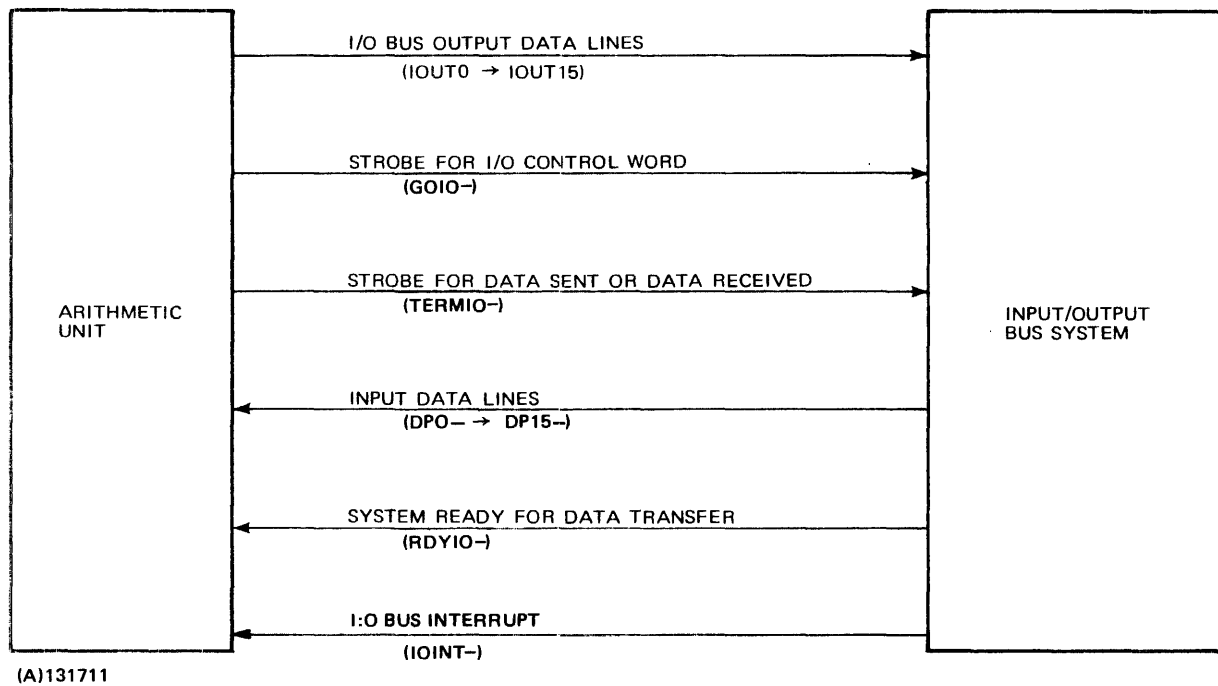 I/O BUS OUTPUT DATA LINES
(IOUT0 → IOUT15)
STROBE FOR I/O CONTROL WORD
(GOIO–)
STROBE FOR DATA SENT OR DATA RECEIVED
(TERMIO–)
ARITHMETIC
UNIT
INPUT/OUTPUT
BUS SYSTEM
INPUT DATA LINES
(DPO– → DP15--)
SYSTEM READY FOR DATA TRANSFER
(RDYIO–)
I:O BUS INTERRUPT
(IOINT–)
(A)131711